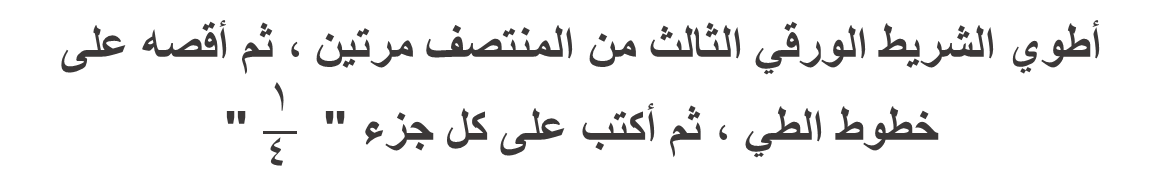 أطوي الشريط الورقي الثالث من المنتصف مرتين ، ثم أقصه على
خطوط الطي ، ثم أكتب على كل جزء " ١/٤ "